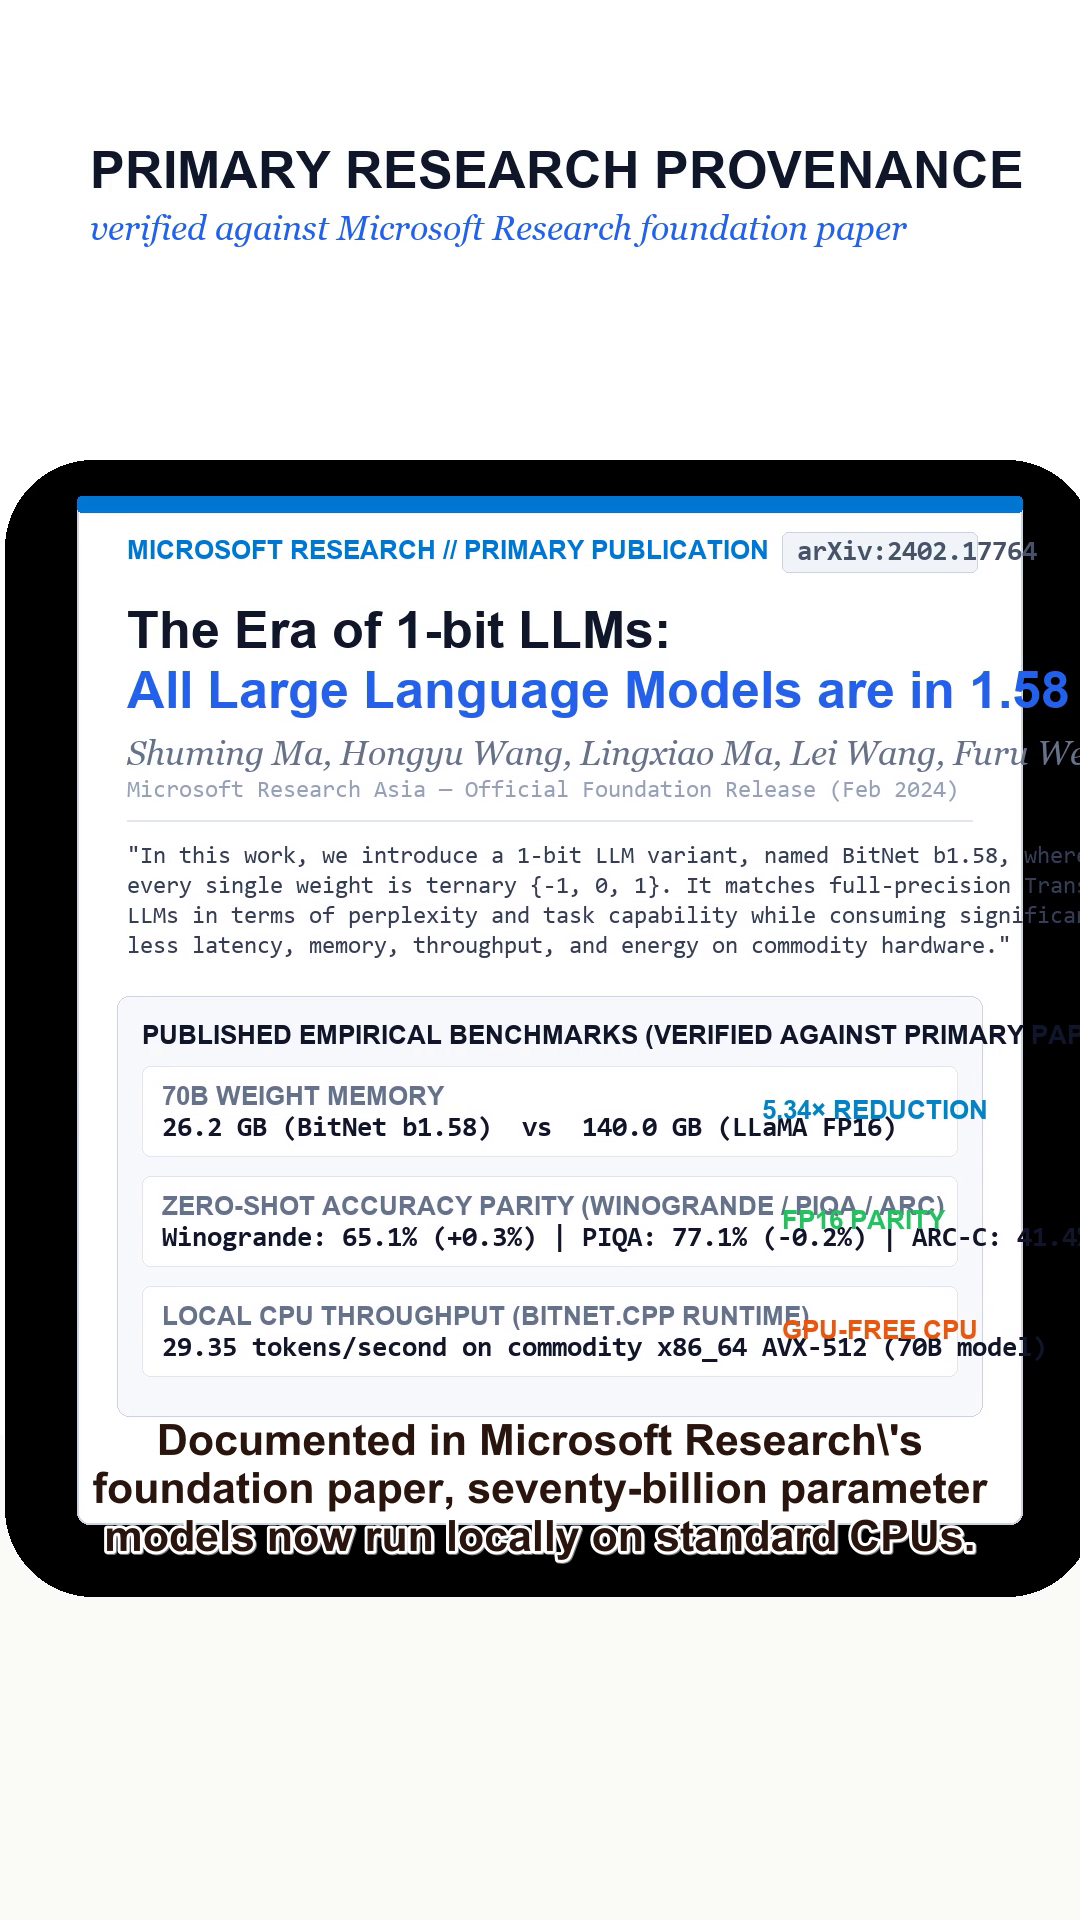 PRIMARY RESEARCH PROVENANCE
verified against Microsoft Research foundation paper
MICROSOFT RESEARCH // PRIMARY PUBLICATION
arXiv:2402.17764
The Era of 1-bit LLMs:
All Large Language Models are in 1.58
Shuming Ma, Hongyu Wang, Lingxiao Ma, Lei Wang, Furu We
Microsoft Research Asia — Official Foundation Release (Feb 2024)
"In this work, we introduce a 1-bit LLM variant, named BitNet b1.58, where
every single weight is ternary {-1, 0, 1}. It matches full-precision Trans
LLMs in terms of perplexity and task capability while consuming significan
less latency, memory, throughput, and energy on commodity hardware."
PUBLISHED EMPIRICAL BENCHMARKS (VERIFIED AGAINST PRIMARY PAP
70B WEIGHT MEMORY
5.34× REDUCTION
26.2 GB (BitNet b1.58) vs 140.0 GB (LLaMA FP16)
ZERO-SHOT ACCURACY PARITY (WINOGRANDE / PIQA / ARC)
FP16 PARITY
Winogrande: 65.1% (+0.3%) | PIQA: 77.1% (-0.2%) | ARC-C: 41.4
LOCAL CPU THROUGHPUT (BITNET.CPP RUNTIME)
GPU-FREE CPU
29.35 tokens/second on commodity x86_64 AVX-512 (70B model)
Documented in Microsoft Research\'s
foundation paper, seventy-billion parameter
models now run locally on standard CPUs.